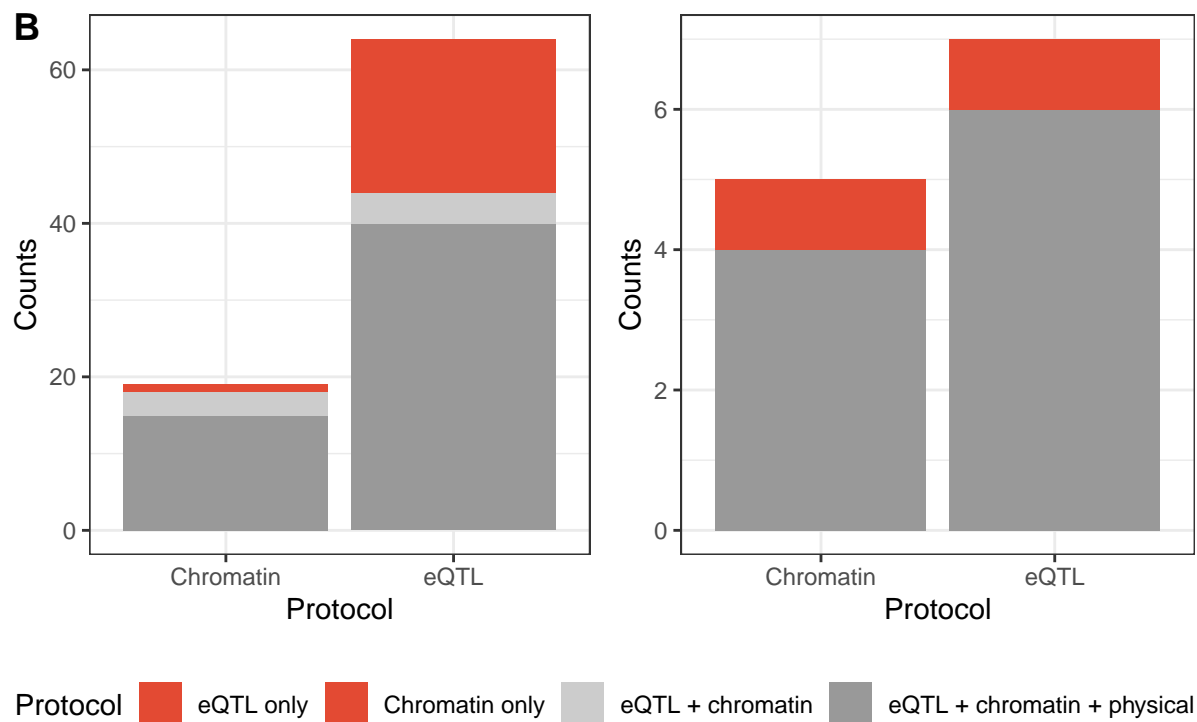 B
60
40
20
0
Counts
Chromatin eQTL
Protocol
6
4
2
0
Counts
Chromatin eQTL
Protocol
Protocol eQTL only Chromatin only eQTL + chromatin eQTL + chromatin + physical